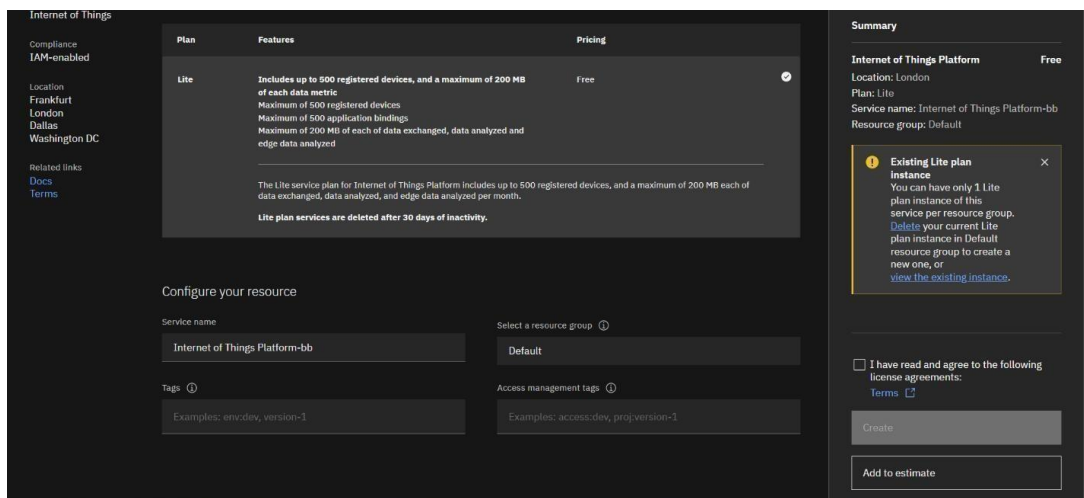 Internet of Things
Compliance
IAM-enabled
Location
Frankfurt
London
Dallas
Washington DC
Related links
Docs
Terms
Plan Features Pricing
Lite Includes up to 500 registered devices, and a maximum of 200 MB Free
of each data metric
Maximum of 500 registered devices
Maximum of 500 application bindings
Maximum of 200 MB of each of data exchanged, data analyzed and
edge data analyzed
The Lite service plan for Internet of Things Platform includes up to 500 registered devices, and a maximum of 200 MB each of
data exchanged, data analyzed, and edge data analyzed per month.
Lite plan services are deleted after 30 days of inactivity.
Configure your resource
Service name
Internet of Things Platform-bb
Select a resource group
Default
Tags
Examples: env:dev, version-1
Access management tags
Examples: access:dev, proj:version-1
Summary
Internet of Things Platform Free
Location: London
Plan: Lite
Service name: Internet of Things Platform-bb
Resource group: Default
Existing Lite plan
instance
You can have only 1 Lite
plan instance of this
service per resource group.
Delete your current Lite
plan instance in Default
resource group to create a
new one, or
view the existing instance.
I have read and agree to the following
license agreements:
Terms
Create
Add to estimate